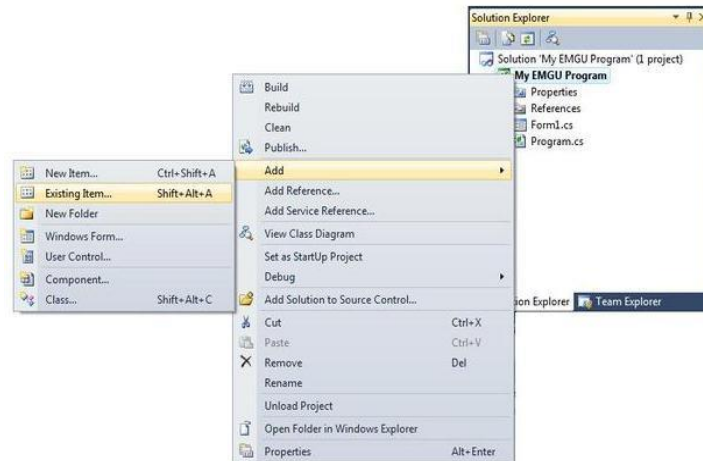 Solution Explorer
Solution 'My EMGU Program' (1 project)
My EMGU Program
Properties
References
Form1.cs
Program.cs
ion Explorer
Team Explorer
Build
Rebuild
Clean
Publish...
Add
Add Reference...
Add Service Reference...
View Class Diagram
Set as StartUp Project
Debug
Add Solution to Source Control...
Cut Ctrl+X
Paste Ctrl+V
Remove Del
Rename
Unload Project
Open Folder in Windows Explorer
Properties Alt+Enter
New Item... Ctrl+Shift+A
Existing Item... Shift+Alt+A
New Folder
Windows Form...
User Control...
Component...
Class... Shift+Alt+C